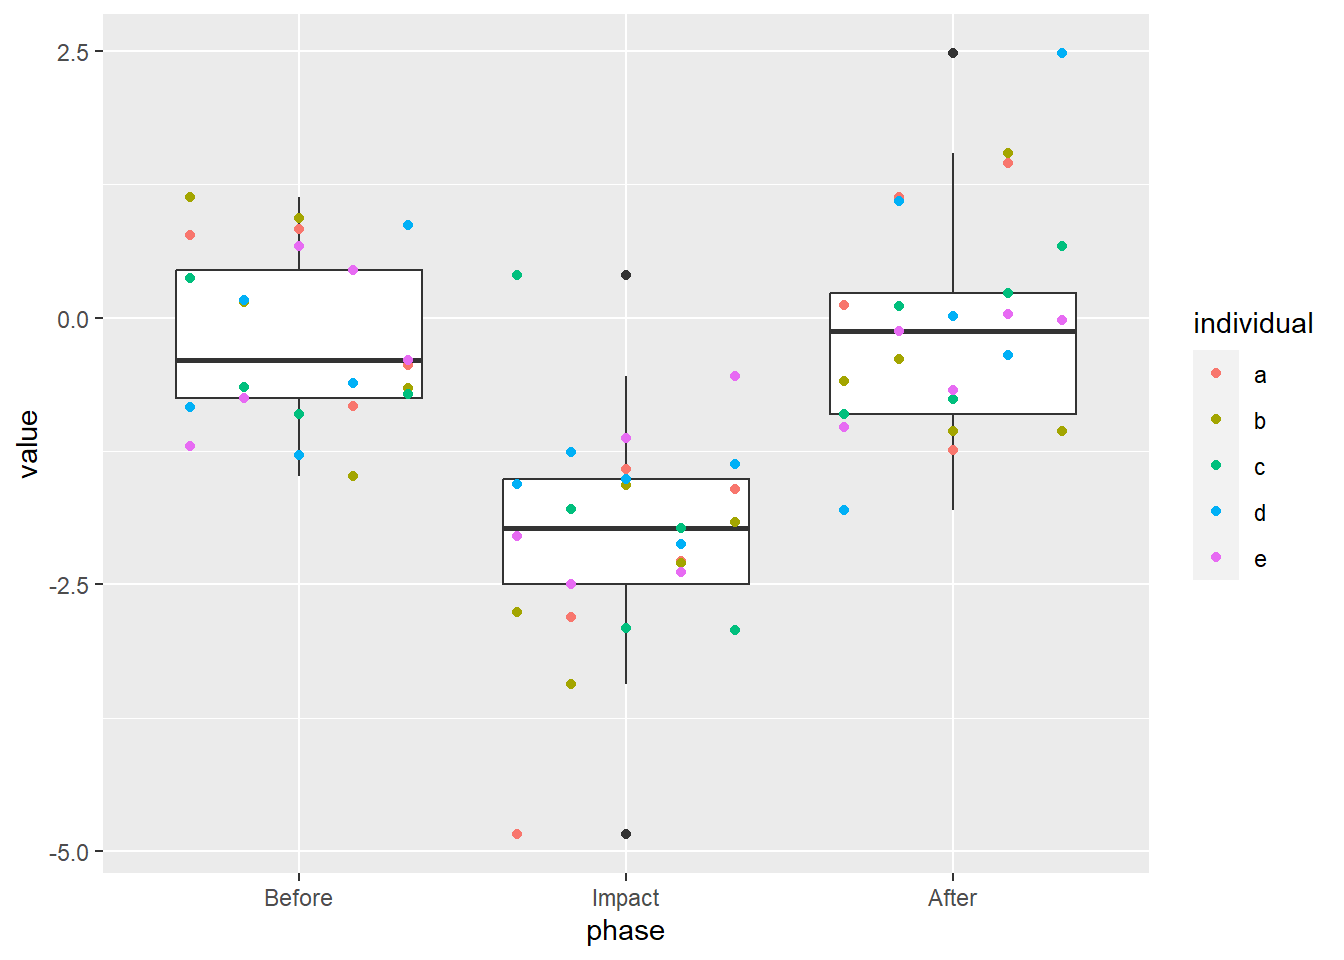 2.5
0.0
-2.5
-5.0
value
Before Impact After
phase
individual
a
b
c
d
e